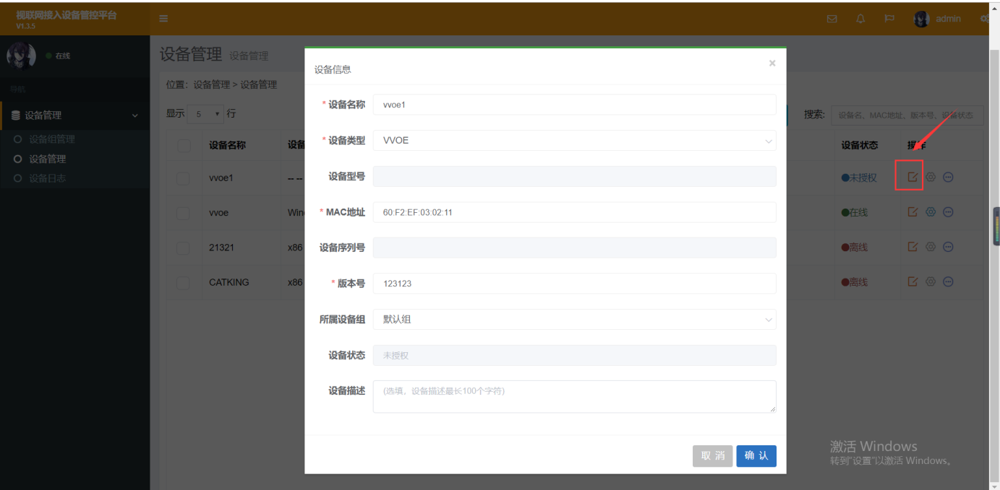 视联网接入设备管控平台
V1.3.5
admin
在线
导航
设备管理
设备组管理
设备管理
设备日志
设备管理 设备管理
位置：设备管理 > 设备管理
显示 5 行
搜索: 设备名、MAC地址、版本号、设备状态
设备名称 设备 设备状态 操作
vvoe1 -- -- 未授权
vvoe Win 在线
21321 x86 离线
CATKING x86 离线
设备信息 ×
* 设备名称 vvoe1
* 设备类型 VVOE
设备型号
* MAC地址 60:F2:EF:03:02:11
设备序列号
* 版本号 123123
所属设备组 默认组
设备状态 未授权
设备描述 (选填，设备描述最长100个字符)
取 消 确 认
激活 Windows
转到"设置"以激活 Windows。